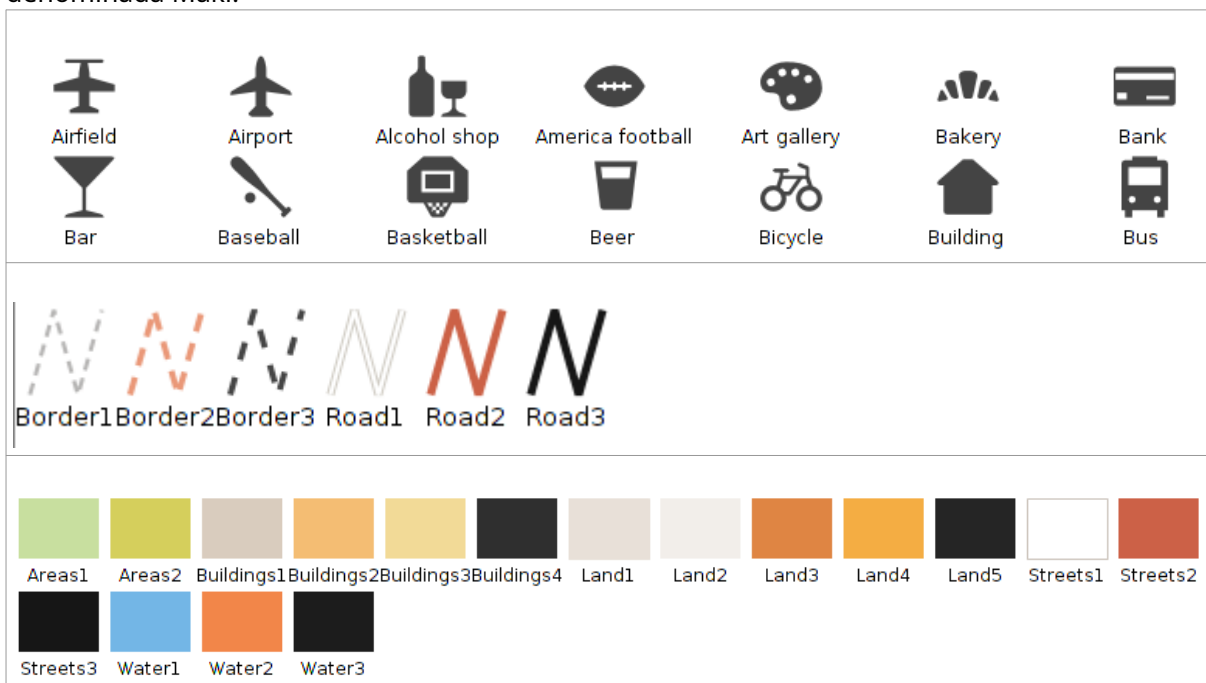 denominada Maki.
Airfield Airport Alcohol shop America football Art gallery Bakery Bank
Bar Baseball Basketball Beer Bicycle Building Bus
Border1 Border2 Border3 Road1 Road2 Road3
Areas1 Areas2 Buildings1 Buildings2 Buildings3 Buildings4 Land1 Land2 Land3 Land4 Land5 Streets1 Streets2
Streets3 Water1 Water2 Water3